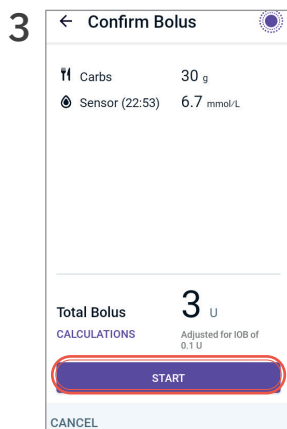 3
← Confirm Bolus
Carbs 30 g
Sensor (22:53) 6.7 mmol/L
Total Bolus 3 U
CALCULATIONS Adjusted for IOB of
0.1 U
START
CANCEL